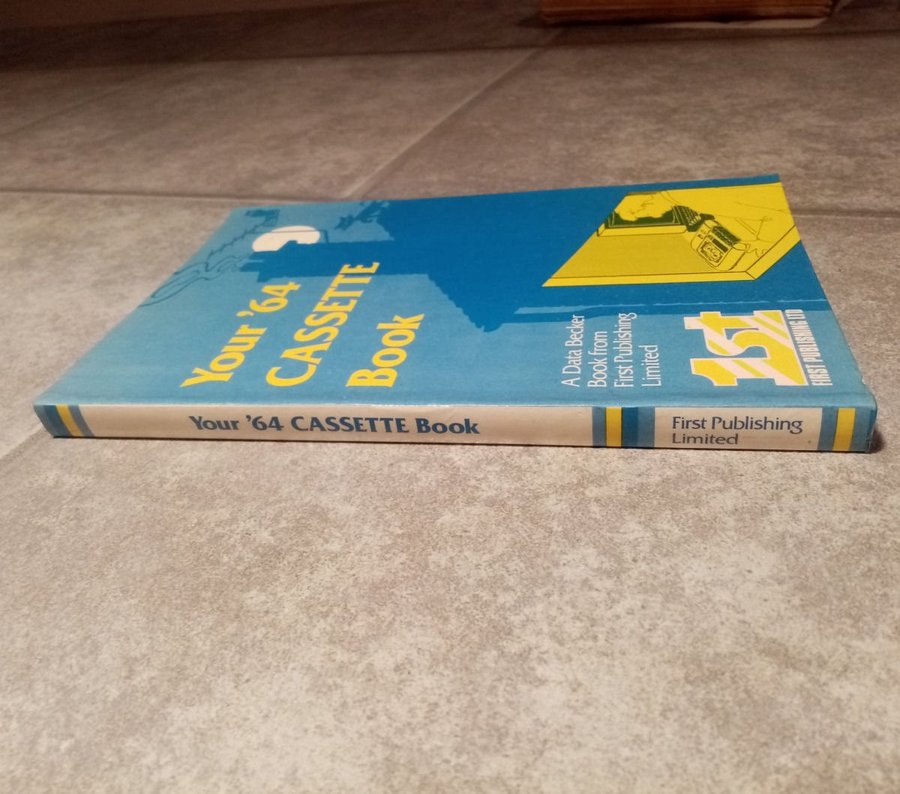 Your '64
CASSETTE
Book
A Data Becker
Book from
First Publishing
Limited
1st
FIRST PUBLISHING LTD
Your '64 CASSETTE Book
First Publishing
Limited